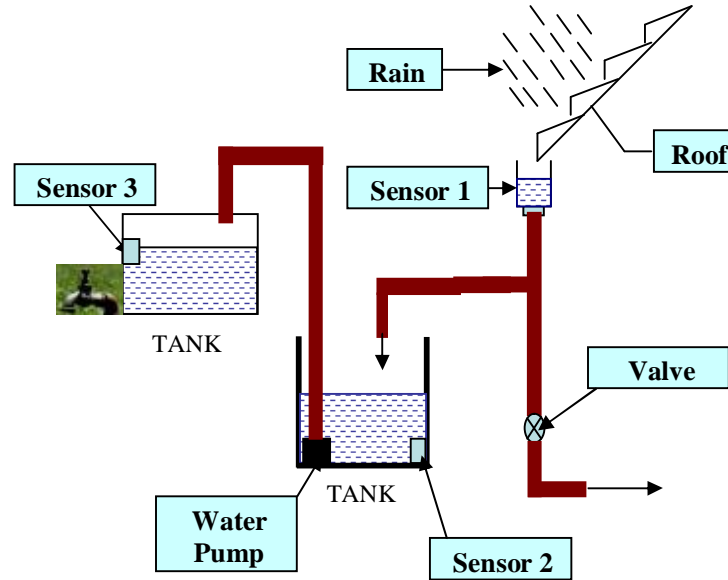 Rain
Roof
Sensor 3
Sensor 1
TANK
Valve
TANK
Water
Pump
Sensor 2